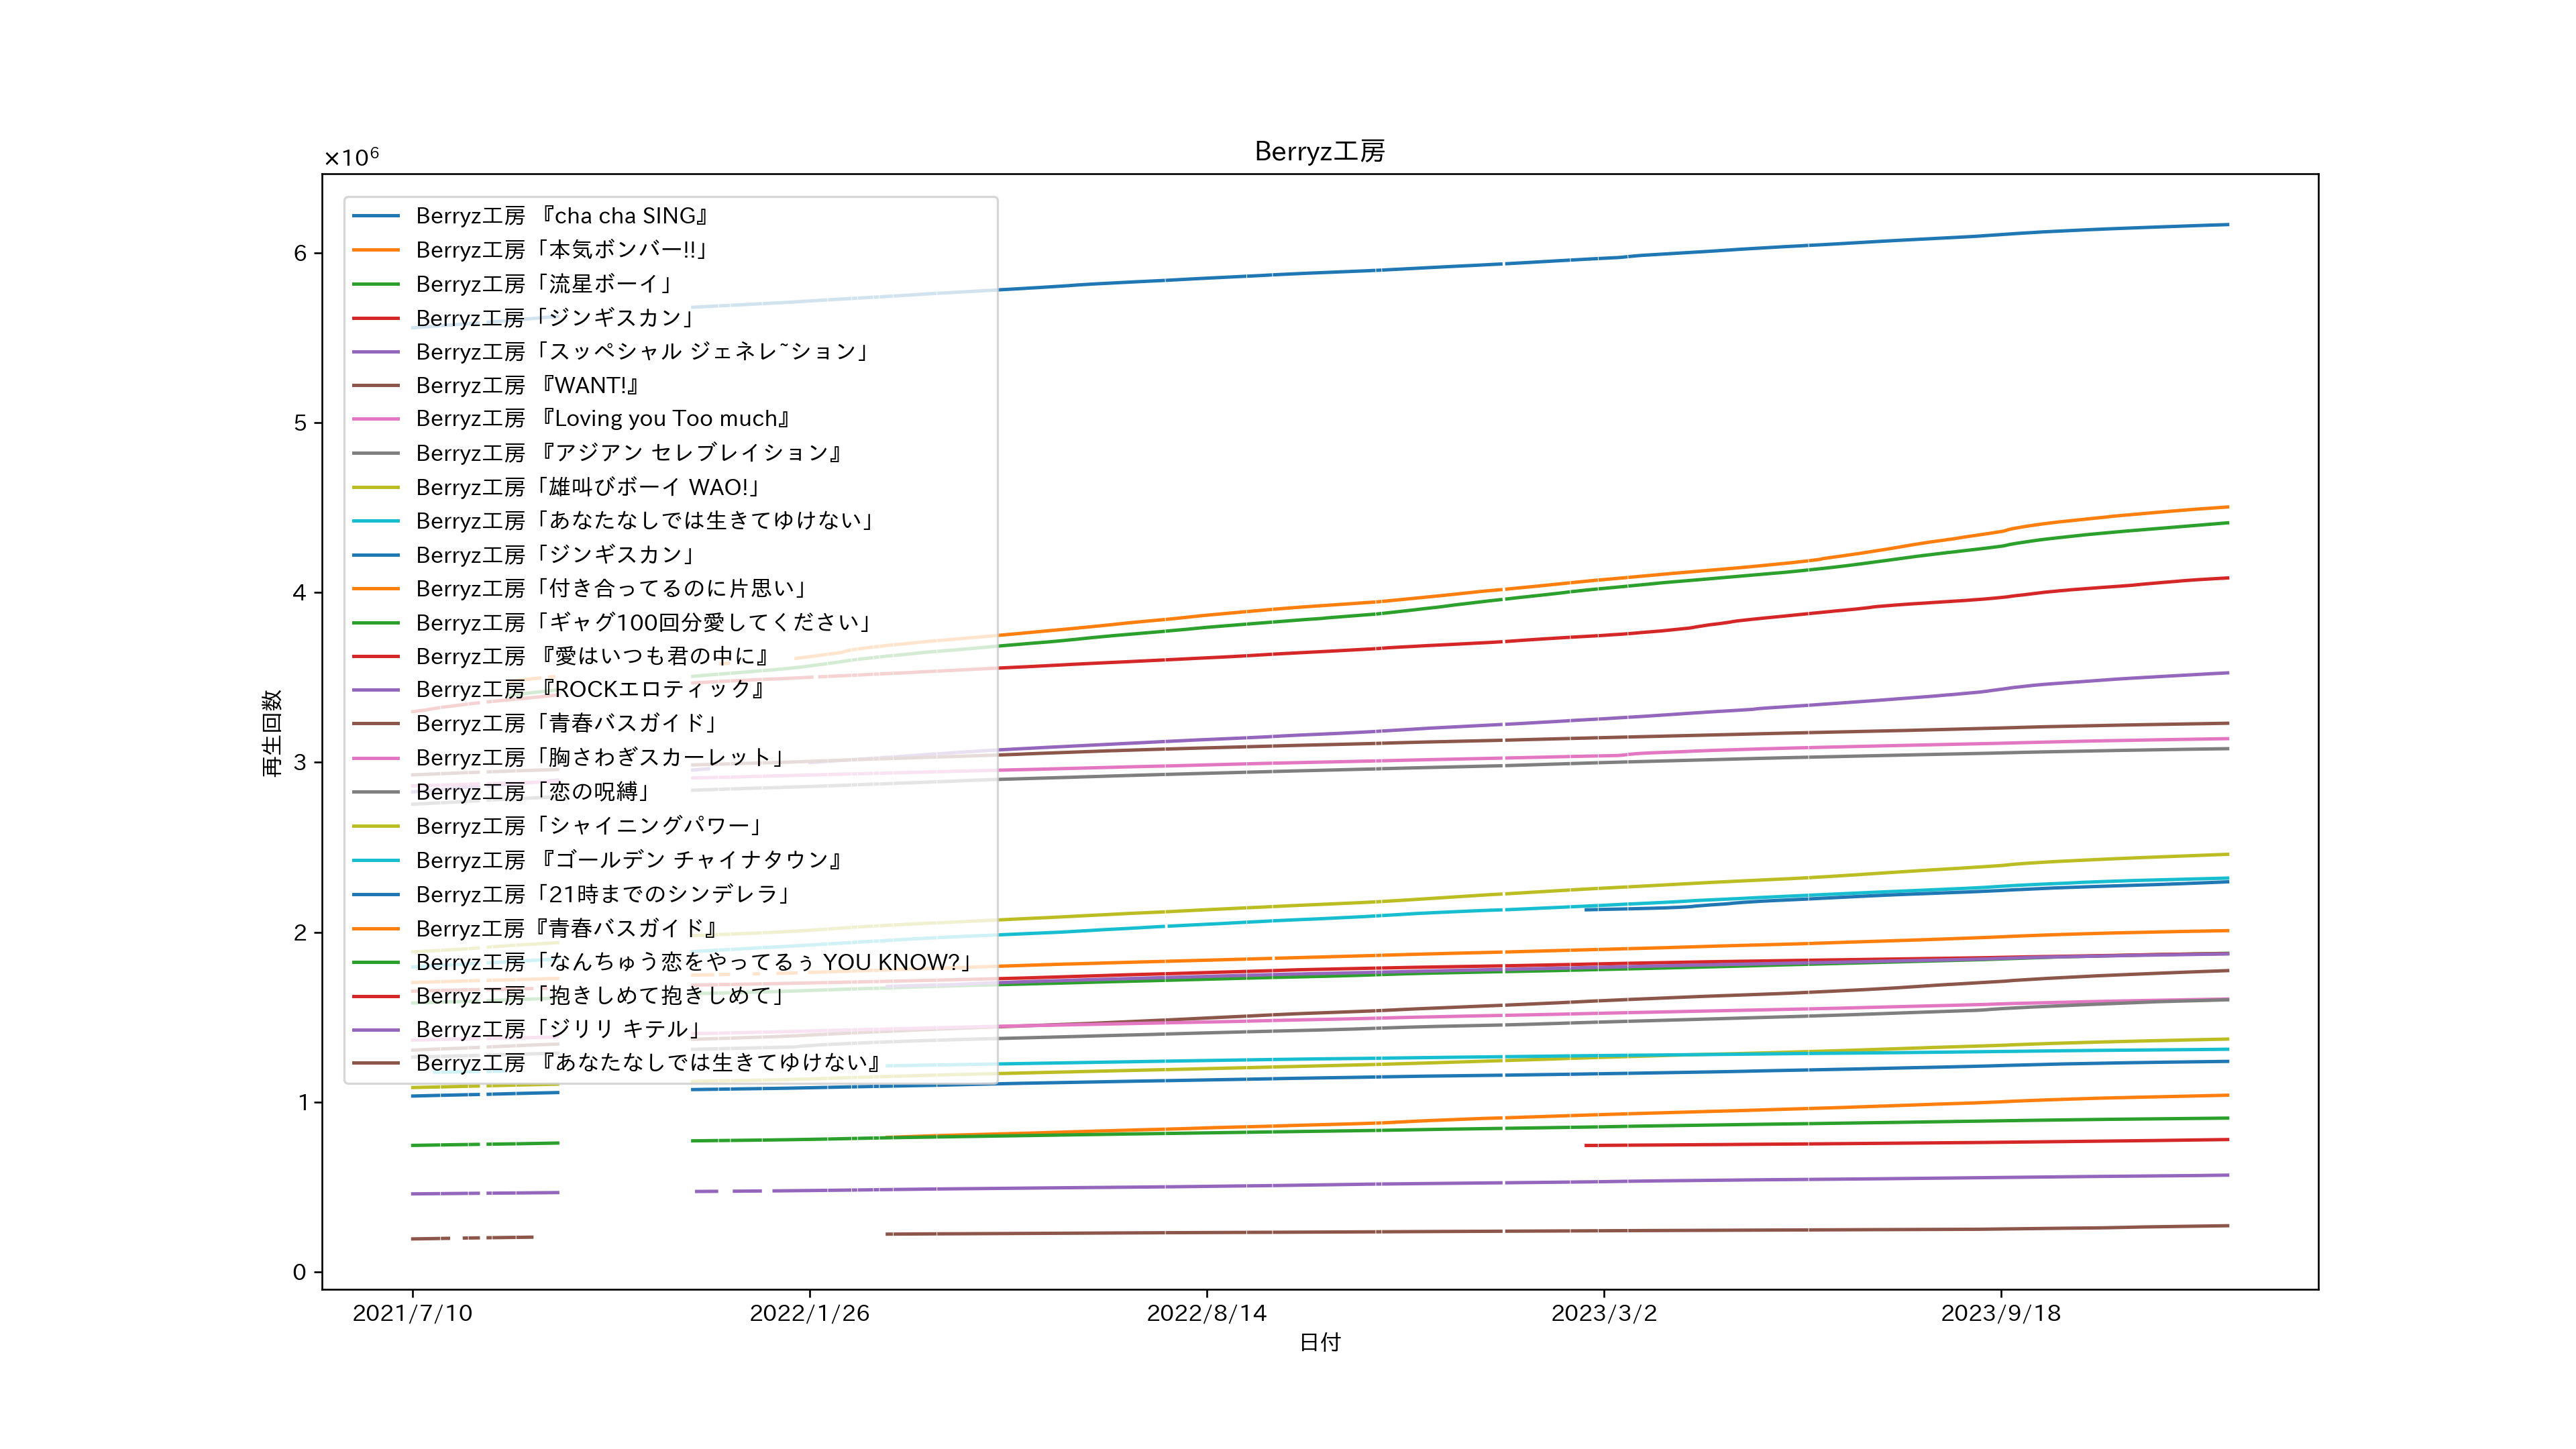 Berryz工房
×10⁶
Berryz工房 『cha cha SING』
Berryz工房「本気ボンバー!!」
Berryz工房「流星ボーイ」
Berryz工房「ジンギスカン」
Berryz工房「スッペシャル ジェネレ~ション」
Berryz工房 『WANT!』
Berryz工房 『Loving you Too much』
Berryz工房 『アジアン セレブレイション』
Berryz工房「雄叫びボーイ WAO!」
Berryz工房「あなたなしでは生きてゆけない」
Berryz工房「ジンギスカン」
Berryz工房「付き合ってるのに片思い」
Berryz工房「ギャグ100回分愛してください」
Berryz工房 『愛はいつも君の中に』
Berryz工房 『ROCKエロティック』
Berryz工房「青春バスガイド」
Berryz工房「胸さわぎスカーレット」
Berryz工房「恋の呪縛」
Berryz工房「シャイニングパワー」
Berryz工房 『ゴールデン チャイナタウン』
Berryz工房「21時までのシンデレラ」
Berryz工房『青春バスガイド』
Berryz工房「なんちゅう恋をやってるぅ YOU KNOW?」
Berryz工房「抱きしめて抱きしめて」
Berryz工房「ジリリ キテル」
Berryz工房 『あなたなしでは生きてゆけない』
6
5
4
3
2
1
0
再生回数
2021/7/10
2022/1/26
2022/8/14
2023/3/2
2023/9/18
日付